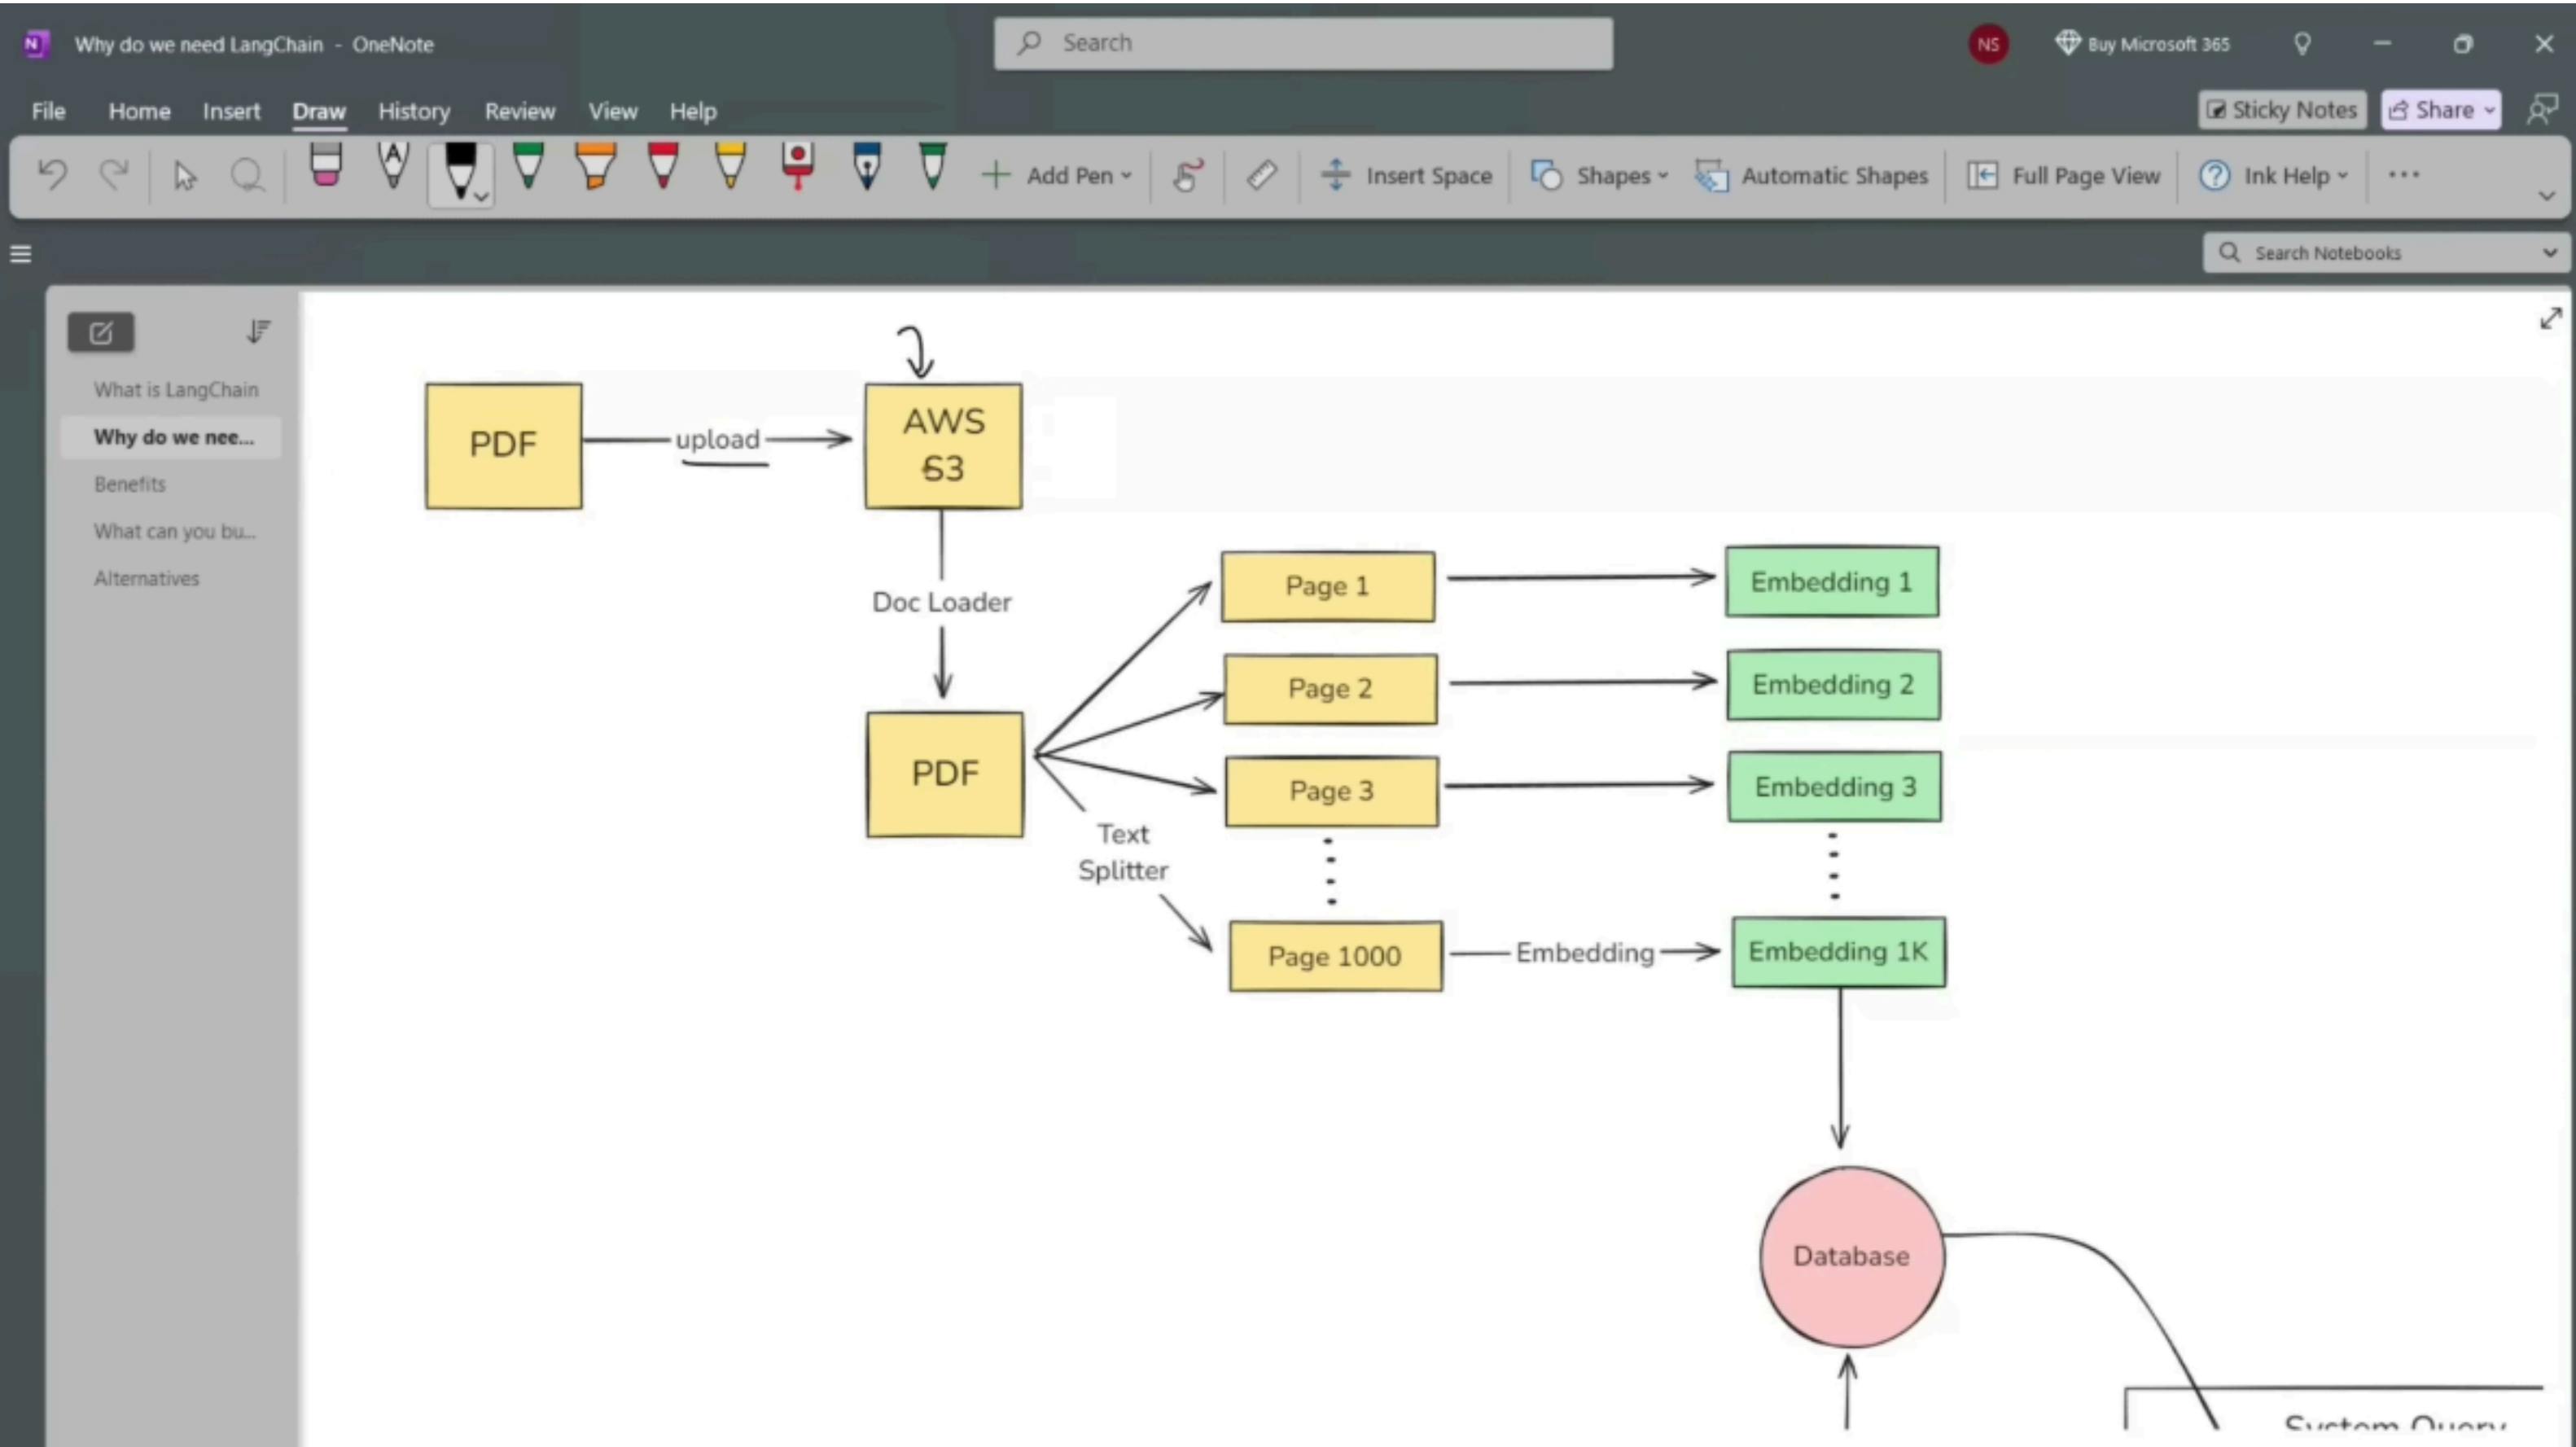 Why do we need LangChain - OneNote
Search
NS
Buy Microsoft 365
File Home Insert Draw History Review View Help
Sticky Notes
Share
A
Add Pen
Insert Space
Shapes
Automatic Shapes
Full Page View
Ink Help
Search Notebooks
What is LangChain
Why do we nee...
Benefits
What can you bu...
Alternatives
PDF
upload
AWS
S3
Doc Loader
PDF
Text
Splitter
Page 1
Embedding 1
Page 2
Embedding 2
Page 3
Embedding 3
Page 1000
Embedding
Embedding 1K
Database
System Query